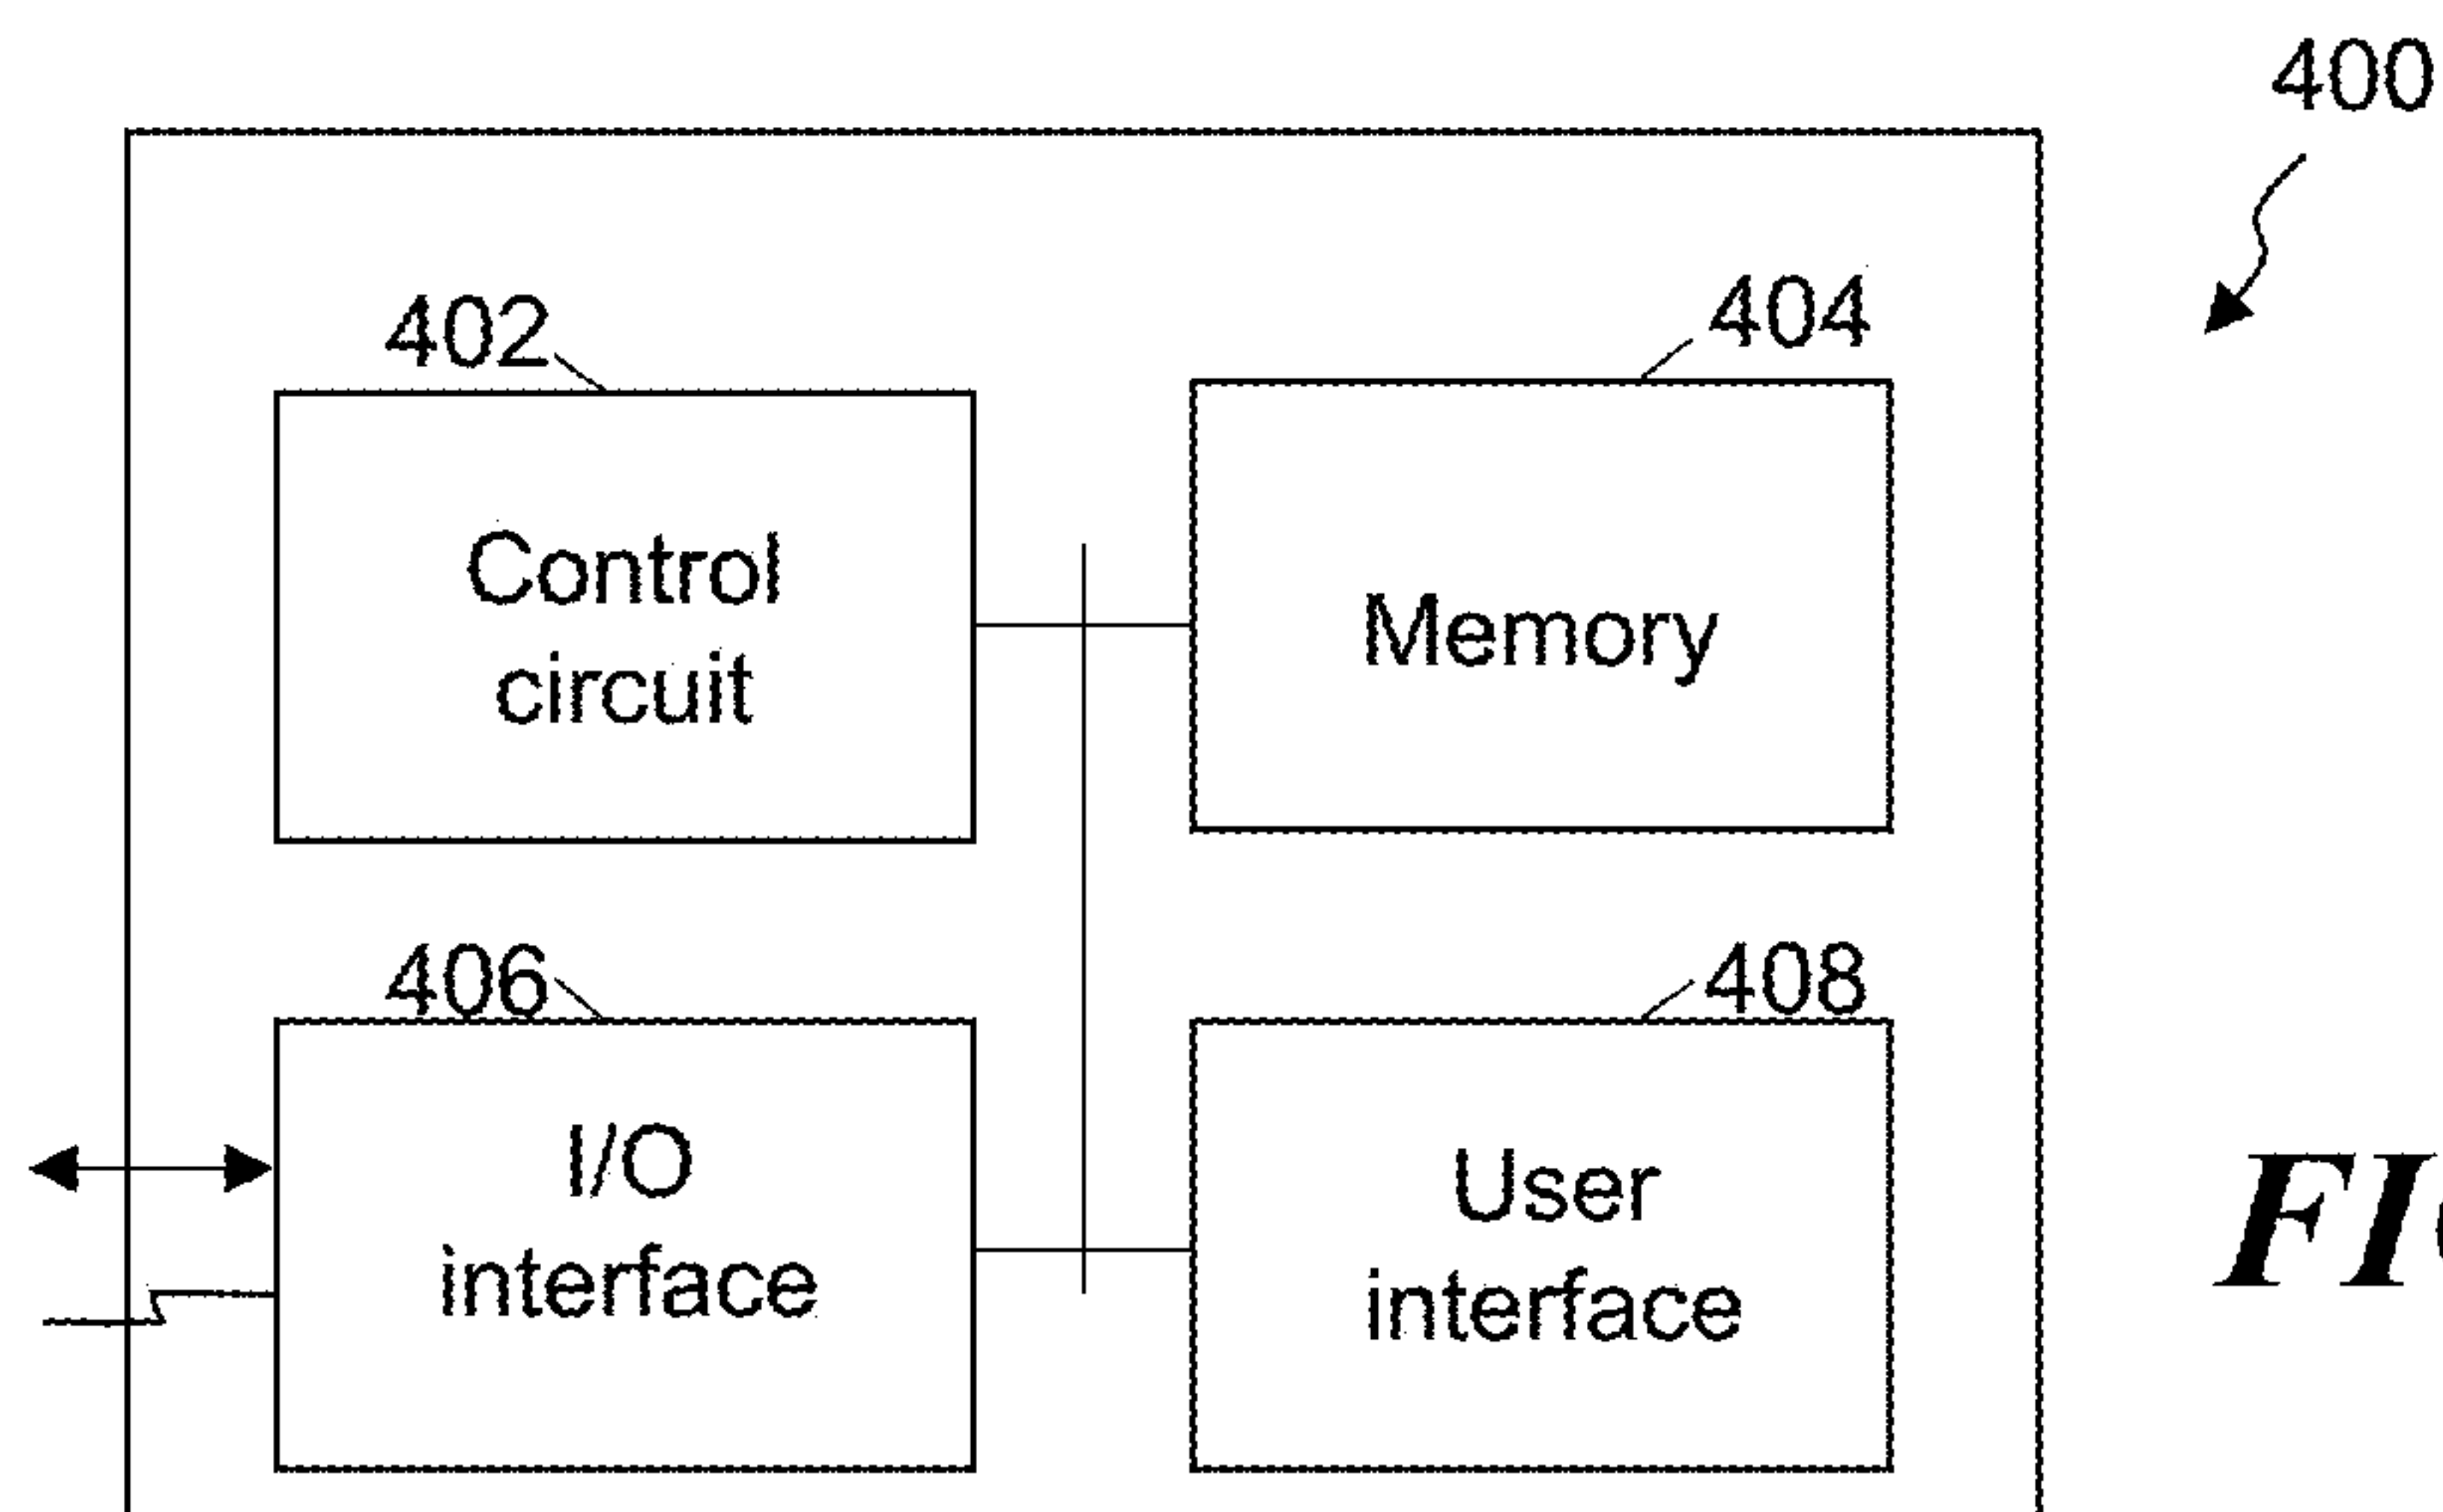 400
402
404
Control
circuit
Memory
406
408
I/O
interface
User
interface